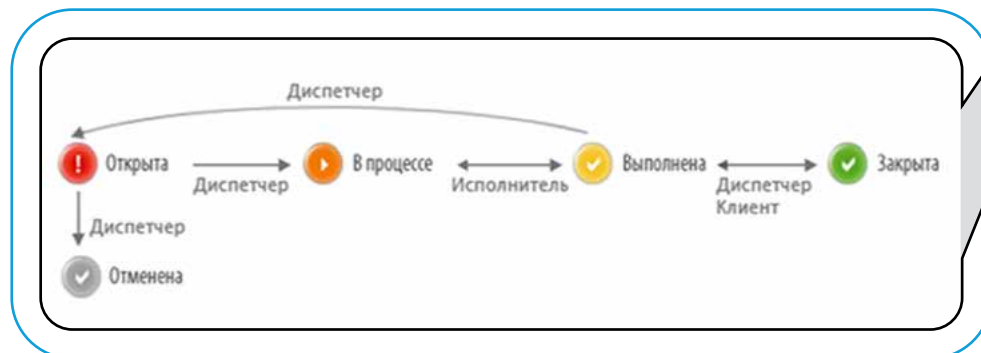 Диспетчер
Открыта
Диспетчер
В процессе
Исполнитель
Выполнена
Диспетчер
Клиент
Закрыта
Диспетчер
Отменена